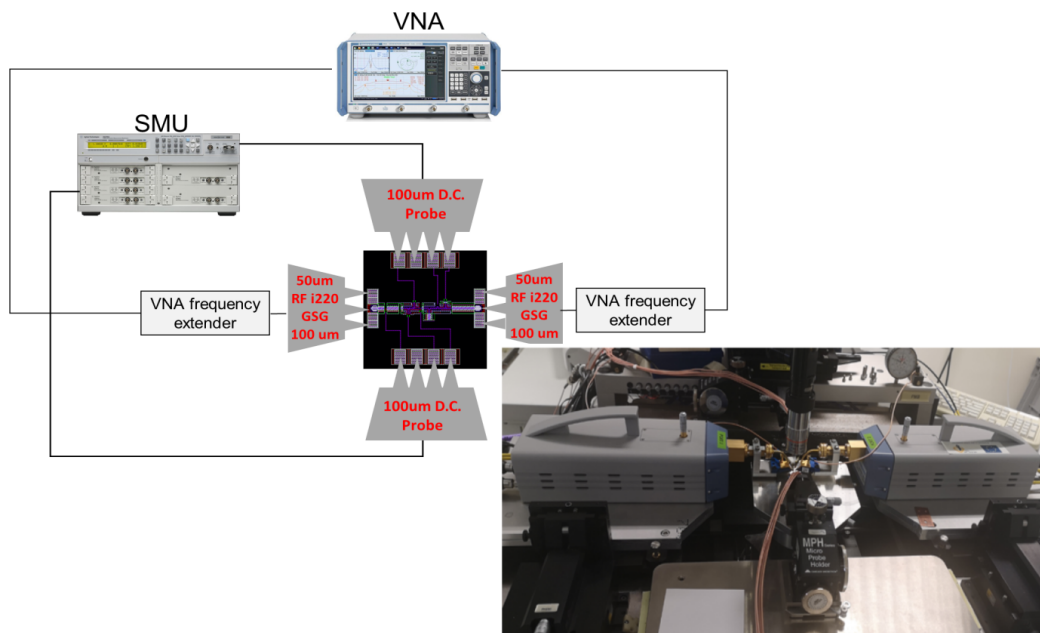 VNA
SMU
100um D.C.
Probe
50um
RF i220
GSG
100 um
50um
RF i220
GSG
100 um
VNA frequency
extender
VNA frequency
extender
100um D.C.
Probe
MPH
Micro
Probe
Holder